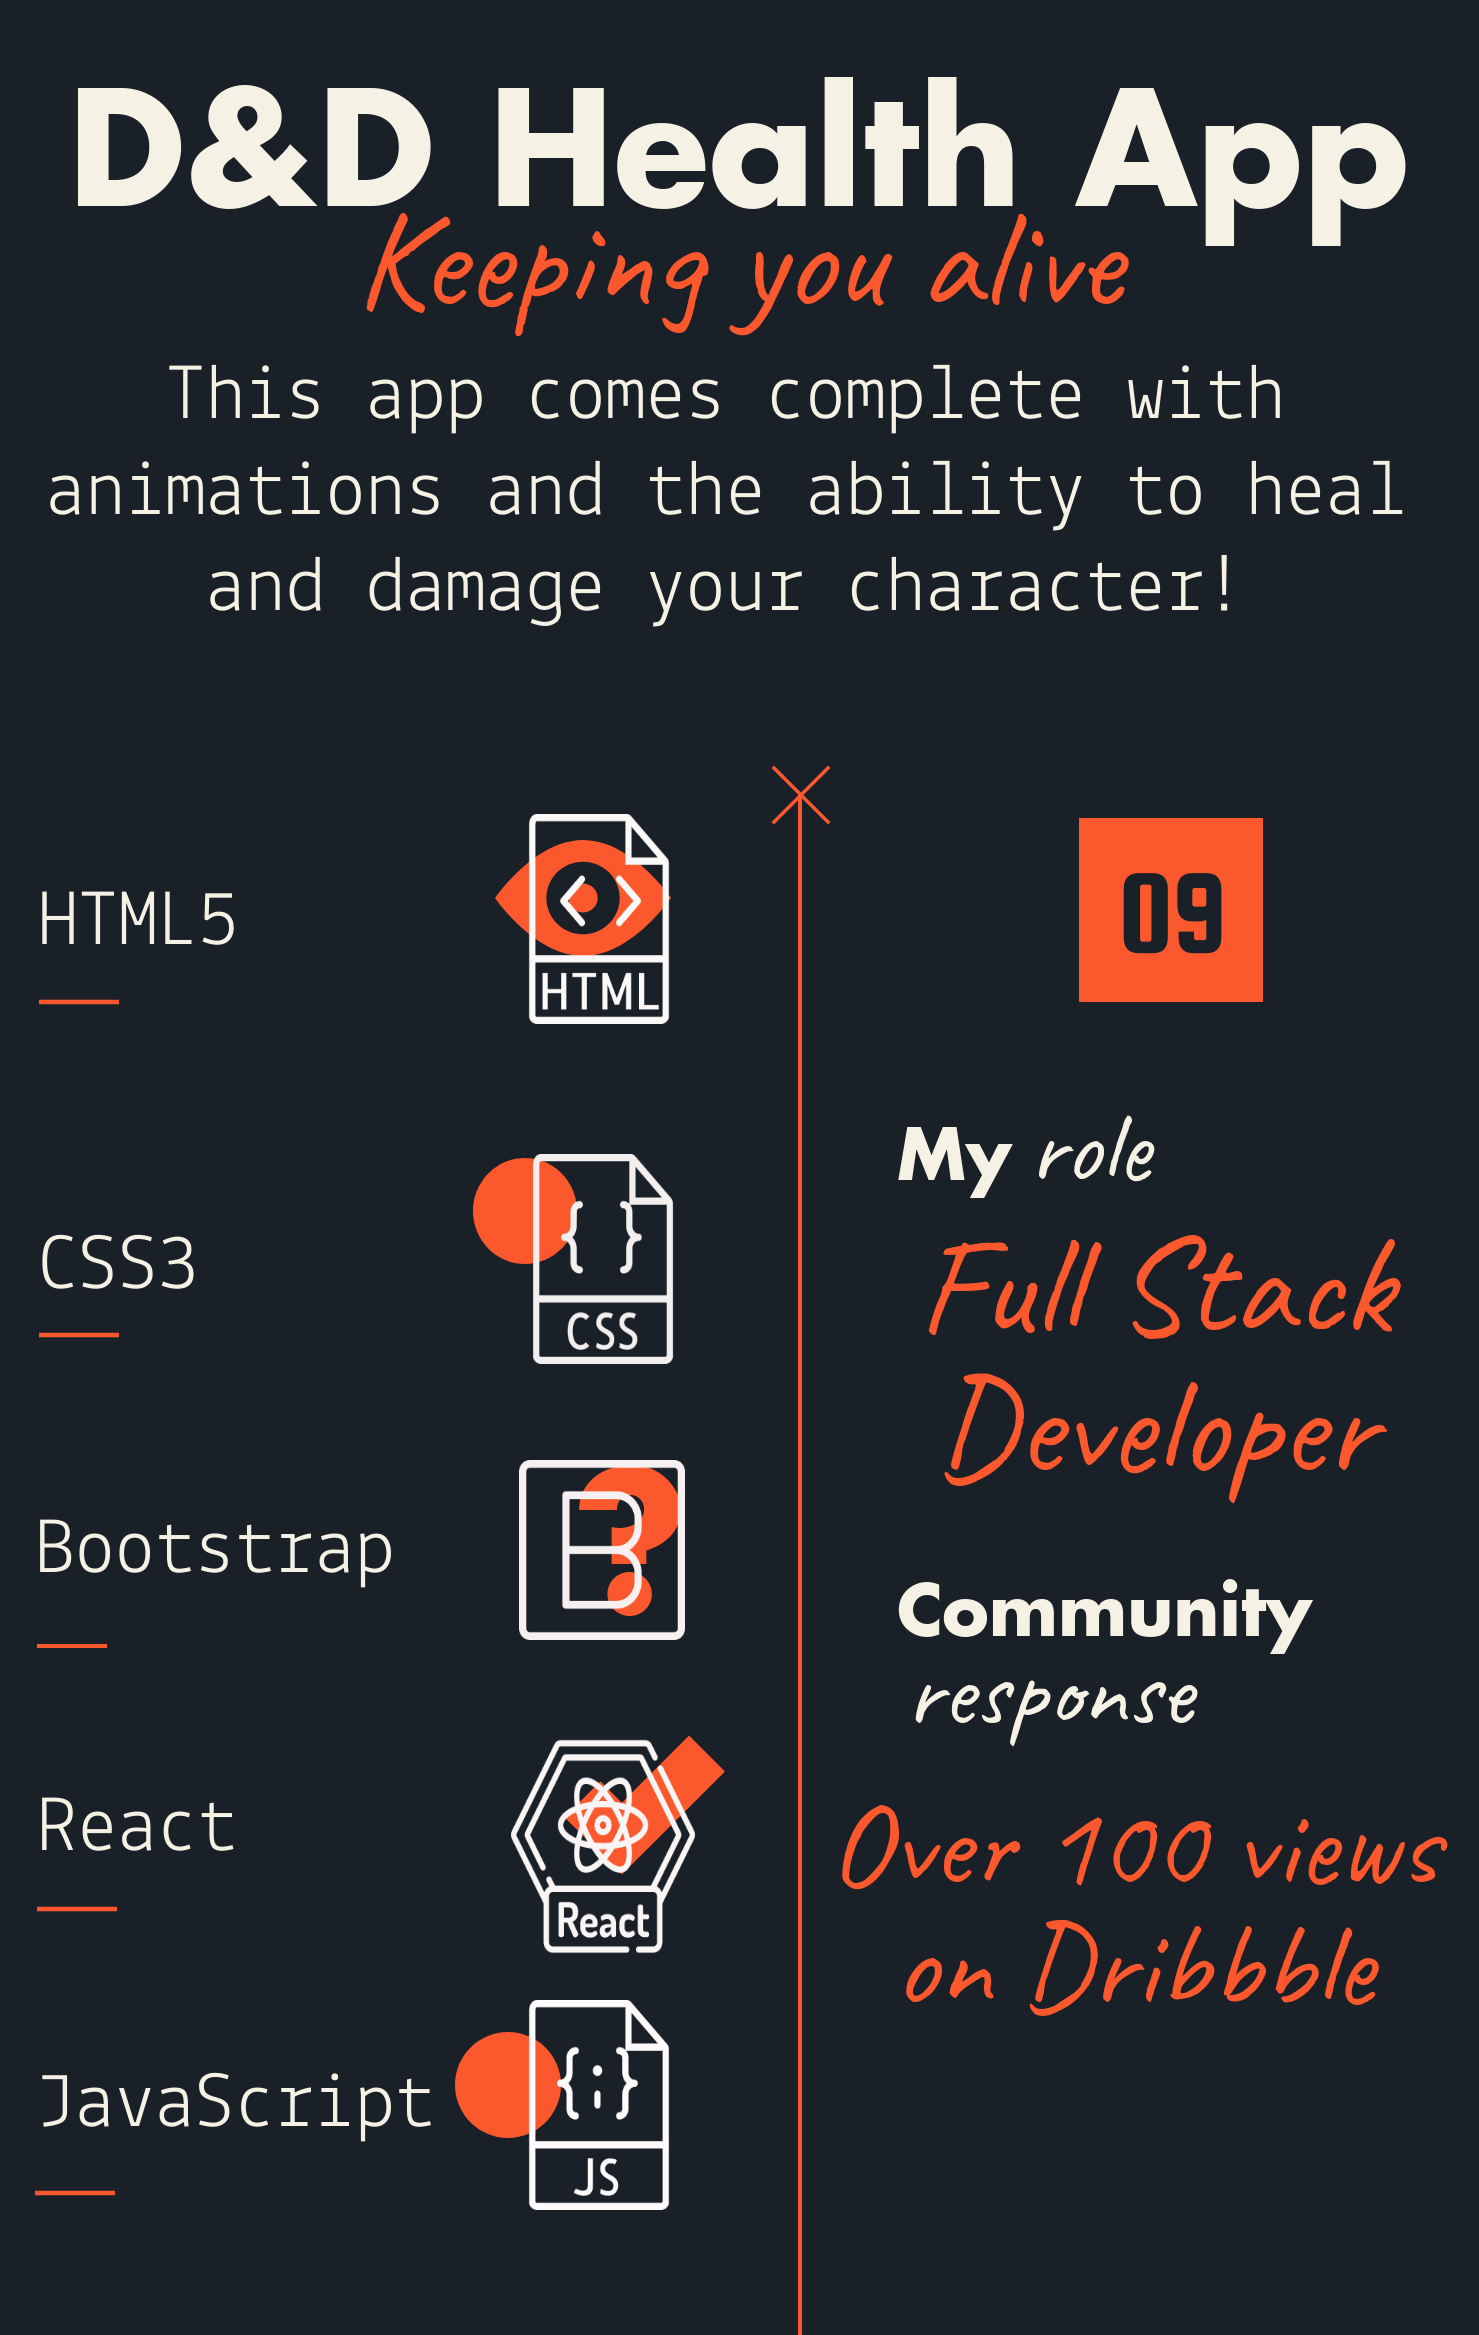 D&D Health App
Keeping you alive
This app comes complete with
animations and the ability to heal
and damage your character!
HTML5
< >
HTML
CSS3
{ }
CSS
Bootstrap
B
React
React
JavaScript
{;}
JS
09
My role
Full Stack
Developer
Community
response
Over 100 views
on Dribbble